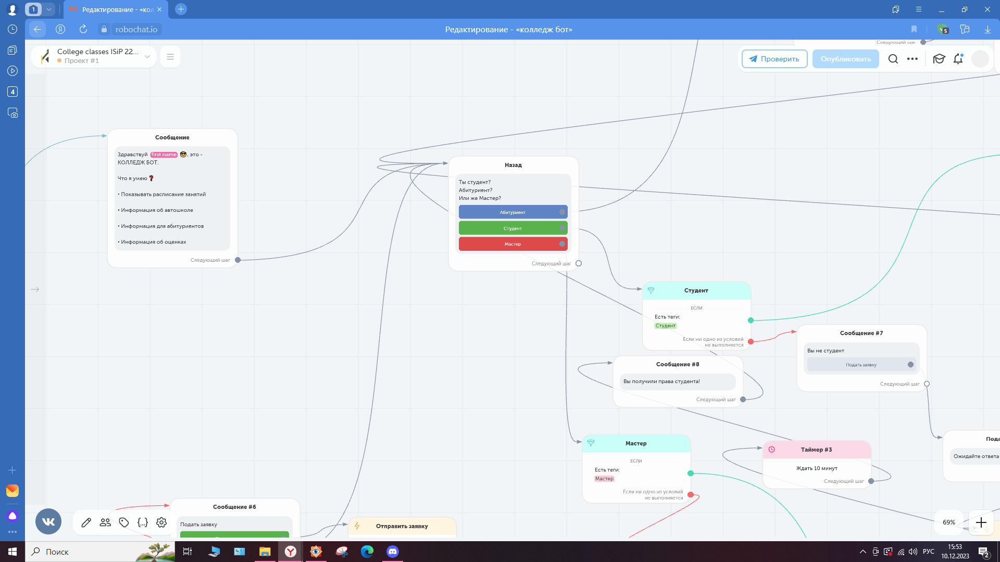 1
Редактирование - «кол
robochat.io
Редактирование - «колледж бот»
5
4
College classes ISiP 22...
Проект #1
Следующий шаг
Проверить
Опубликовать
Сообщение
Здравствуй first name 😎, это -
КОЛЛЕДЖ БОТ.
Что я умею ❓
• Показывать расписание занятий
• Информация об автошколе
• Информация для абитуриентов
• Информация об оценках
Следующий шаг
Назад
Ты студент?
Абитуриент?
Или же Мастер?
Абитуриент
Студент
Мастер
Следующий шаг
Студент
ЕСЛИ
Есть теги:
Студент
Если ни одно из условий
не выполняется
Сообщение #7
Вы не студент
Подать заявку
Следующий шаг
Сообщение #8
Вы получили права студента!
Следующий шаг
Мастер
ЕСЛИ
Есть теги:
Мастер
Если ни одно из условий
не выполняется
Таймер #3
Ждать 10 минут
Следующий шаг
Пода
Ожидайте ответа
Сообщение #6
Подать заявку
Отправить заявку
69%
Поиск
РУС
15:53
10.12.2023
2